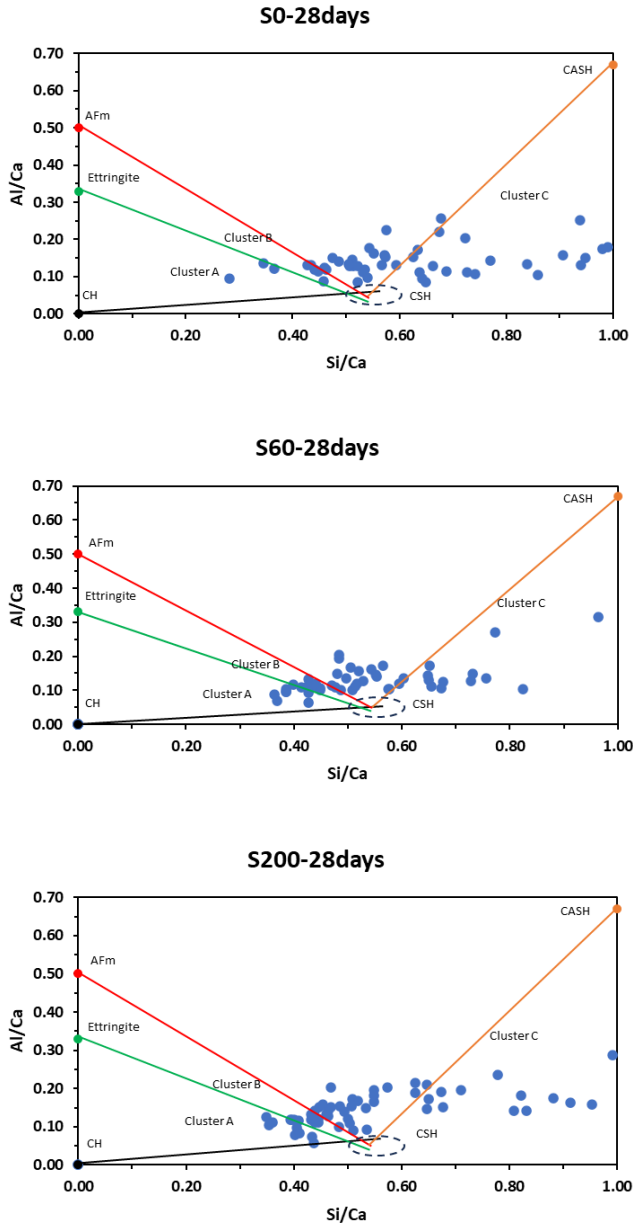 S0-28days
0.70
CASH
0.60
AFm
0.50
0.40
Ettringite
Al/Ca
0.30
Cluster C
Cluster B
0.20
Cluster A
0.10
CH
CSH
0.00
0.00 0.20 0.40 0.60 0.80 1.00
Si/Ca
S60-28days
0.70
CASH
0.60
AFm
0.50
0.40
Ettringite
Al/Ca
Cluster C
0.30
0.20
Cluster B
Cluster A
0.10
CH
CSH
0.00
0.00 0.20 0.40 0.60 0.80 1.00
Si/Ca
S200-28days
0.70
CASH
0.60
AFm
0.50
0.40
Ettringite
Al/Ca
Cluster C
0.30
Cluster B
0.20
Cluster A
0.10
CH
CSH
0.00
0.00 0.20 0.40 0.60 0.80 1.00
Si/Ca